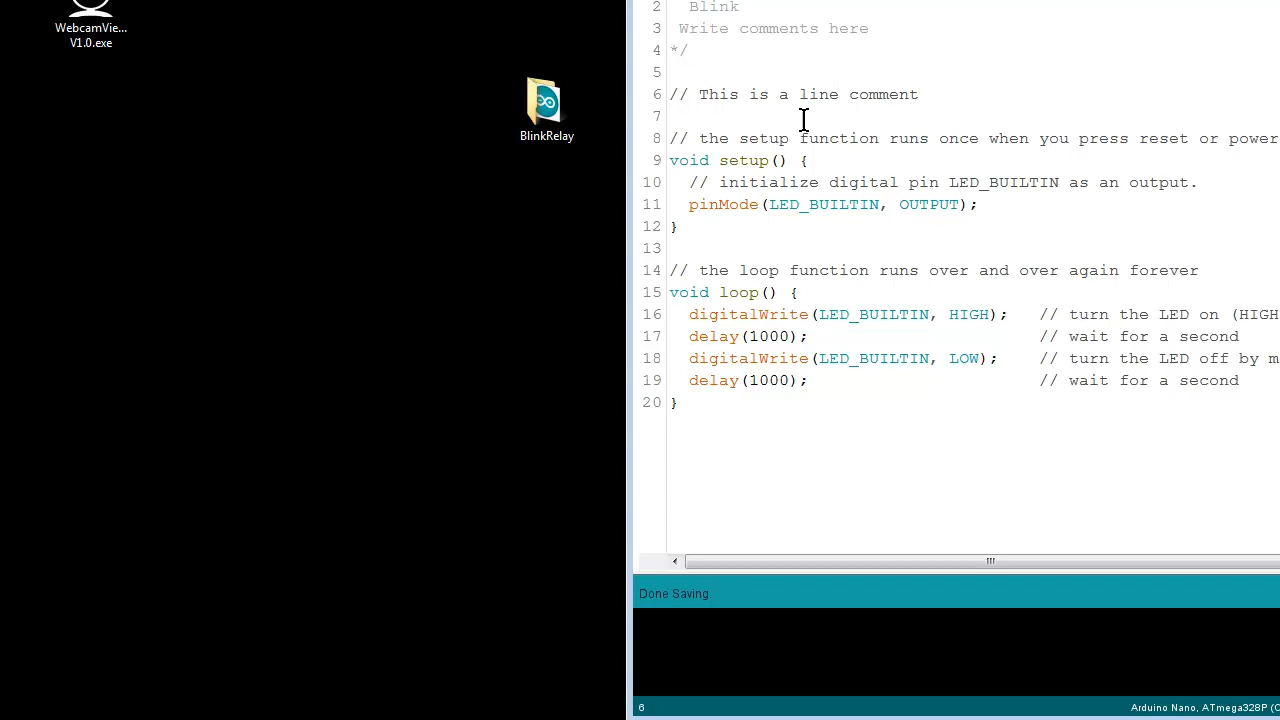 WebcamVie...
V1.0.exe
BlinkRelay
2 Blink
3 Write comments here
4 */
5
6 // This is a line comment
7
8 // the setup function runs once when you press reset or power
9 void setup() {
10 // initialize digital pin LED_BUILTIN as an output.
11 pinMode(LED_BUILTIN, OUTPUT);
12 }
13
14 // the loop function runs over and over again forever
15 void loop() {
16 digitalWrite(LED_BUILTIN, HIGH); // turn the LED on (HIGH
17 delay(1000); // wait for a second
18 digitalWrite(LED_BUILTIN, LOW); // turn the LED off by m
19 delay(1000); // wait for a second
20 }
Done Saving.
6 Arduino Nano, ATmega328P (